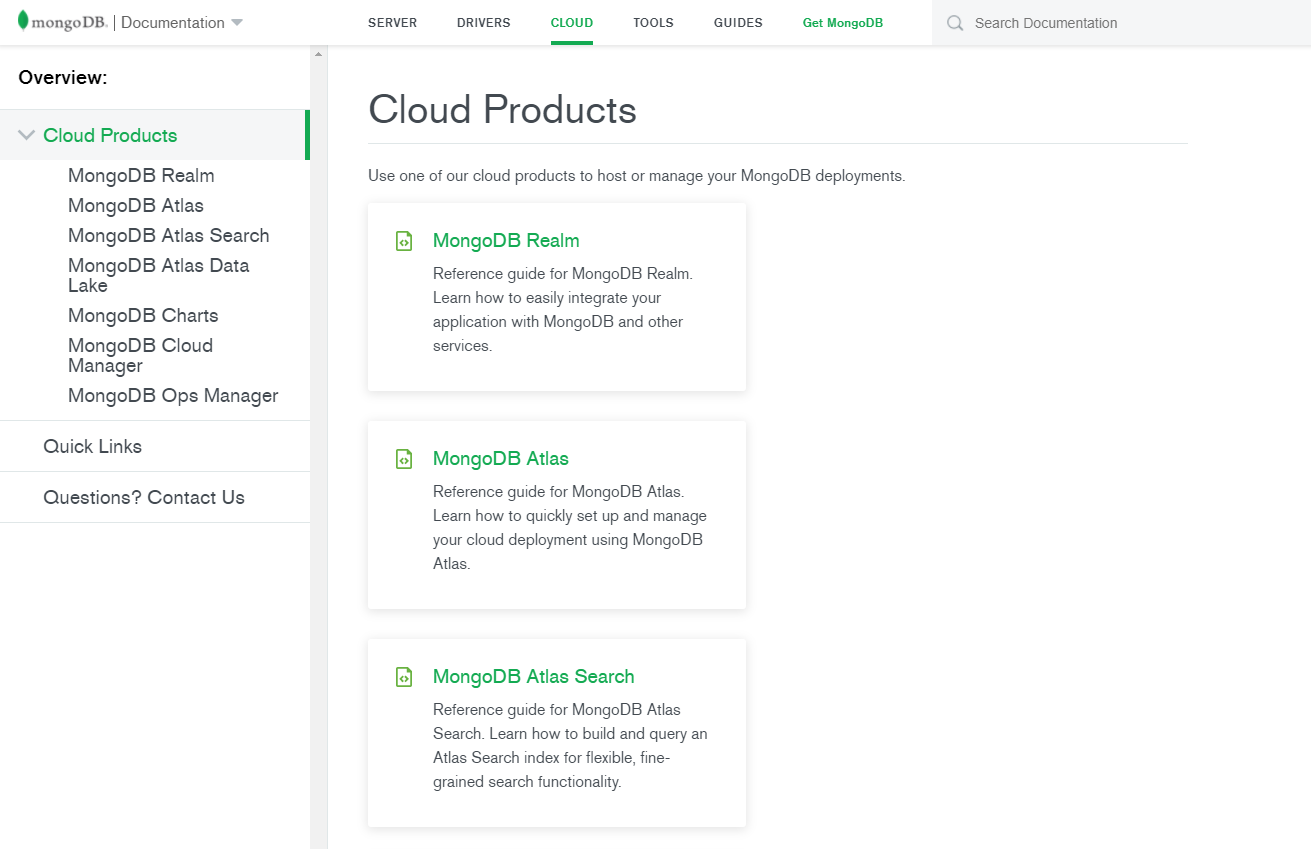 mongoDB. | Documentation
SERVER
DRIVERS
CLOUD
TOOLS
GUIDES
Get MongoDB
Search Documentation
Overview:
Cloud Products
MongoDB Realm
MongoDB Atlas
MongoDB Atlas Search
MongoDB Atlas Data
Lake
MongoDB Charts
MongoDB Cloud
Manager
MongoDB Ops Manager
Quick Links
Questions? Contact Us
Cloud Products
Use one of our cloud products to host or manage your MongoDB deployments.
MongoDB Realm
Reference guide for MongoDB Realm.
Learn how to easily integrate your
application with MongoDB and other
services.
MongoDB Atlas
Reference guide for MongoDB Atlas.
Learn how to quickly set up and manage
your cloud deployment using MongoDB
Atlas.
MongoDB Atlas Search
Reference guide for MongoDB Atlas
Search. Learn how to build and query an
Atlas Search index for flexible, fine-
grained search functionality.